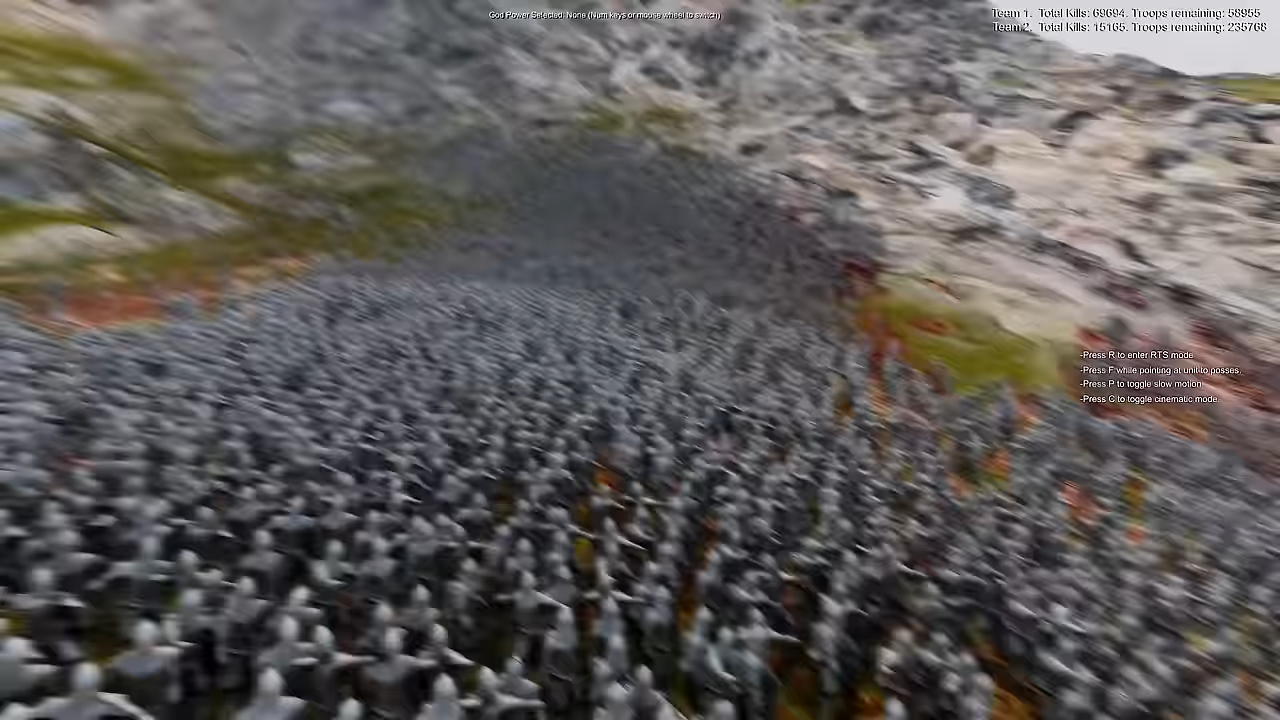 God Power Selected: None (Num keys or mouse wheel to switch)
Team 1. Total Kills: 69684. Troops remaining: 58955
Team 2. Total Kills: 15165. Troops remaining: 235768
-Press R to enter RTS mode
-Press F while pointing at unit to posses.
-Press P to toggle slow motion
-Press C to toggle cinematic mode.